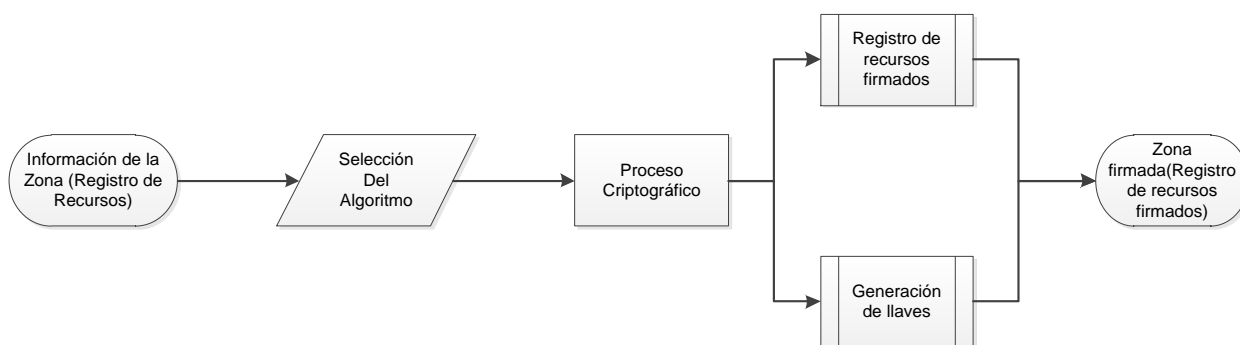 Información de la
Zona (Registro de
Recursos)
Selección
Del
Algoritmo
Proceso
Criptográfico
Registro de
recursos
firmados
Generación
de llaves
Zona
firmada(Registro
de recursos
firmados)